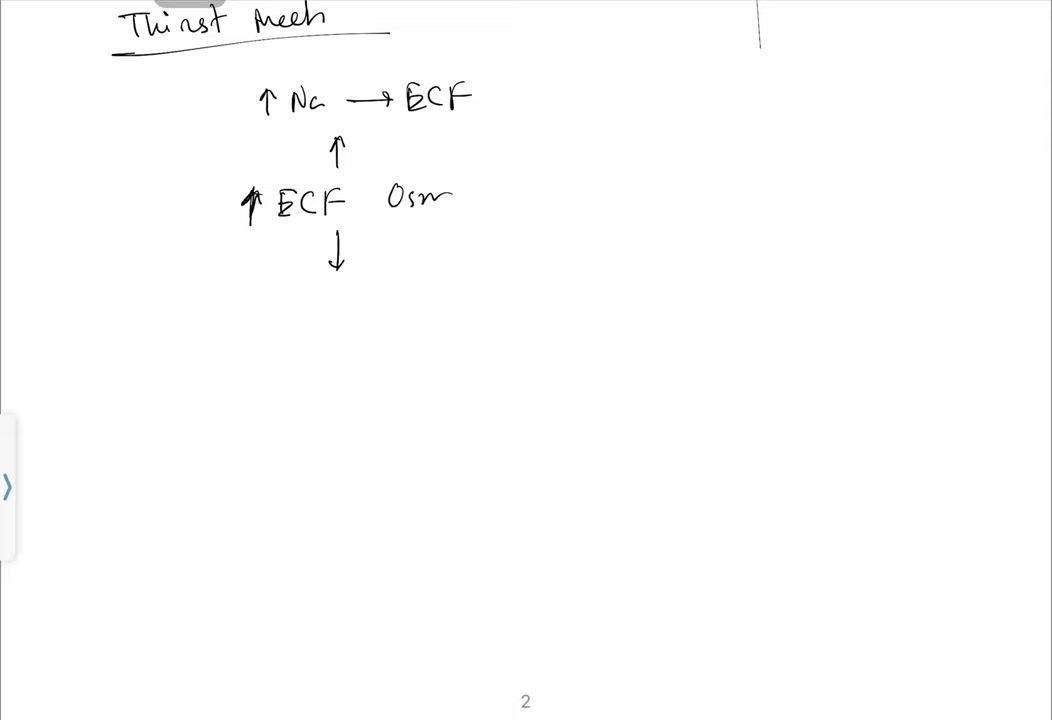 Thirst Mech
↑ Na → ECF
↑
↑ ECF Osm
↓
2